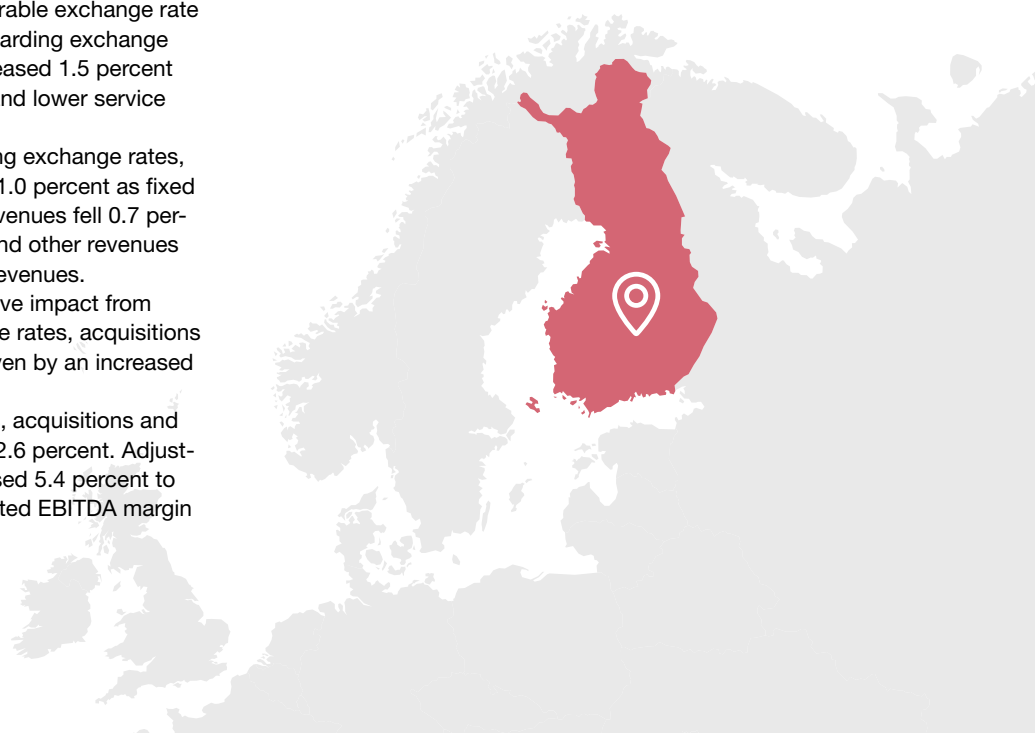 rable exchange rate
arding exchange
eased 1.5 percent
nd lower service
ng exchange rates,
1.0 percent as fixed
venues fell 0.7 per-
nd other revenues
evenues.
ve impact from
e rates, acquisitions
ven by an increased
, acquisitions and
2.6 percent. Adjust-
sed 5.4 percent to
ted EBITDA margin